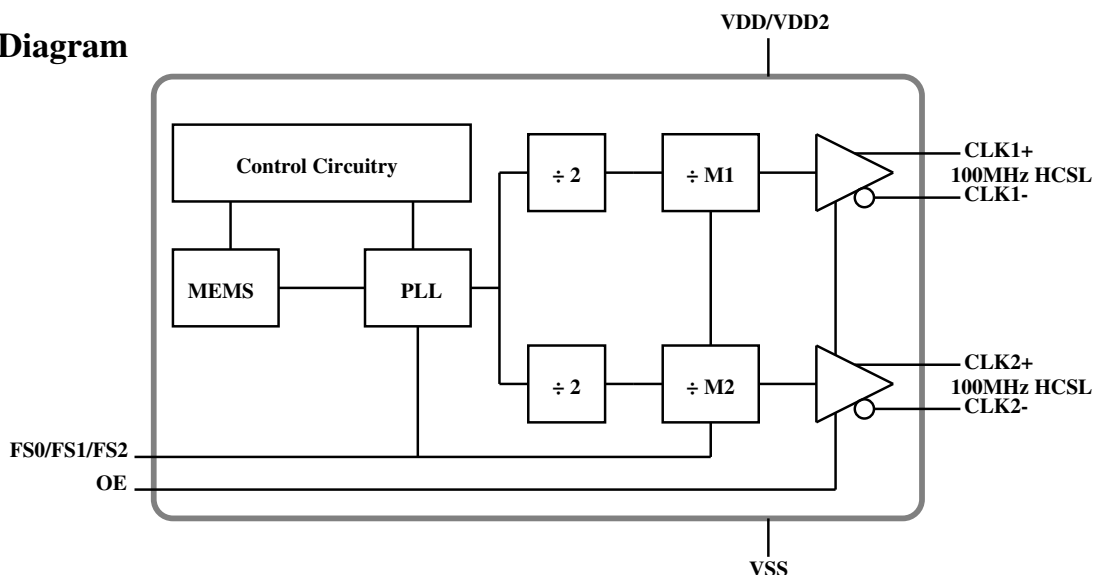 Diagram
VDD/VDD2
Control Circuitry
÷ 2
÷ M1
CLK1+
100MHz HCSL
CLK1-
MEMS
PLL
÷ 2
÷ M2
CLK2+
100MHz HCSL
CLK2-
FS0/FS1/FS2
OE
VSS